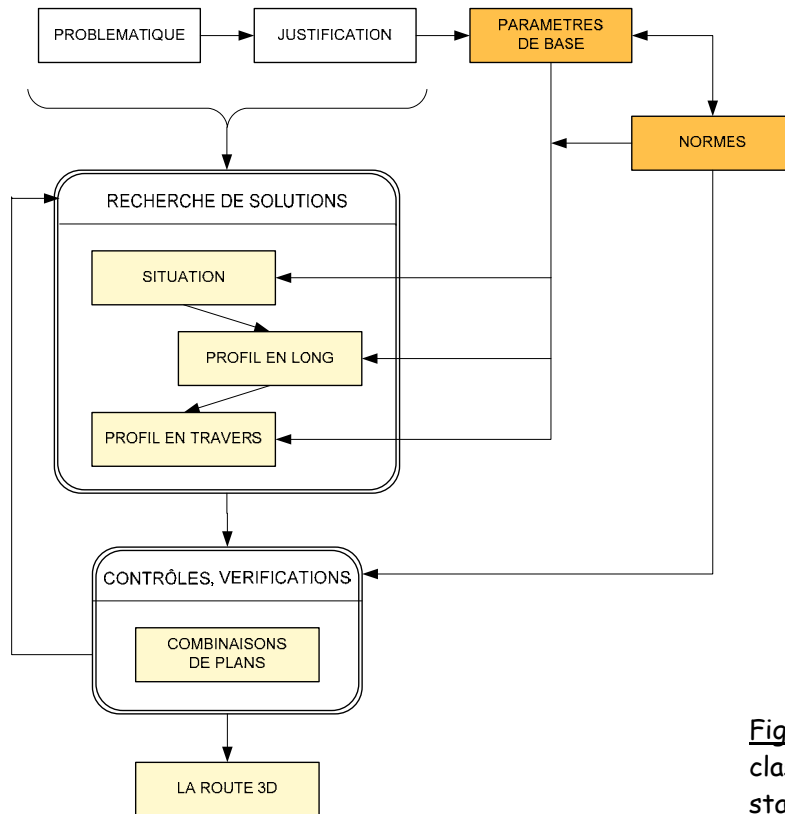 PROBLEMATIQUE
JUSTIFICATION
PARAMETRES
DE BASE
NORMES
RECHERCHE DE SOLUTIONS
SITUATION
PROFIL EN LONG
PROFIL EN TRAVERS
CONTRÔLES, VERIFICATIONS
COMBINAISONS
DE PLANS
LA ROUTE 3D